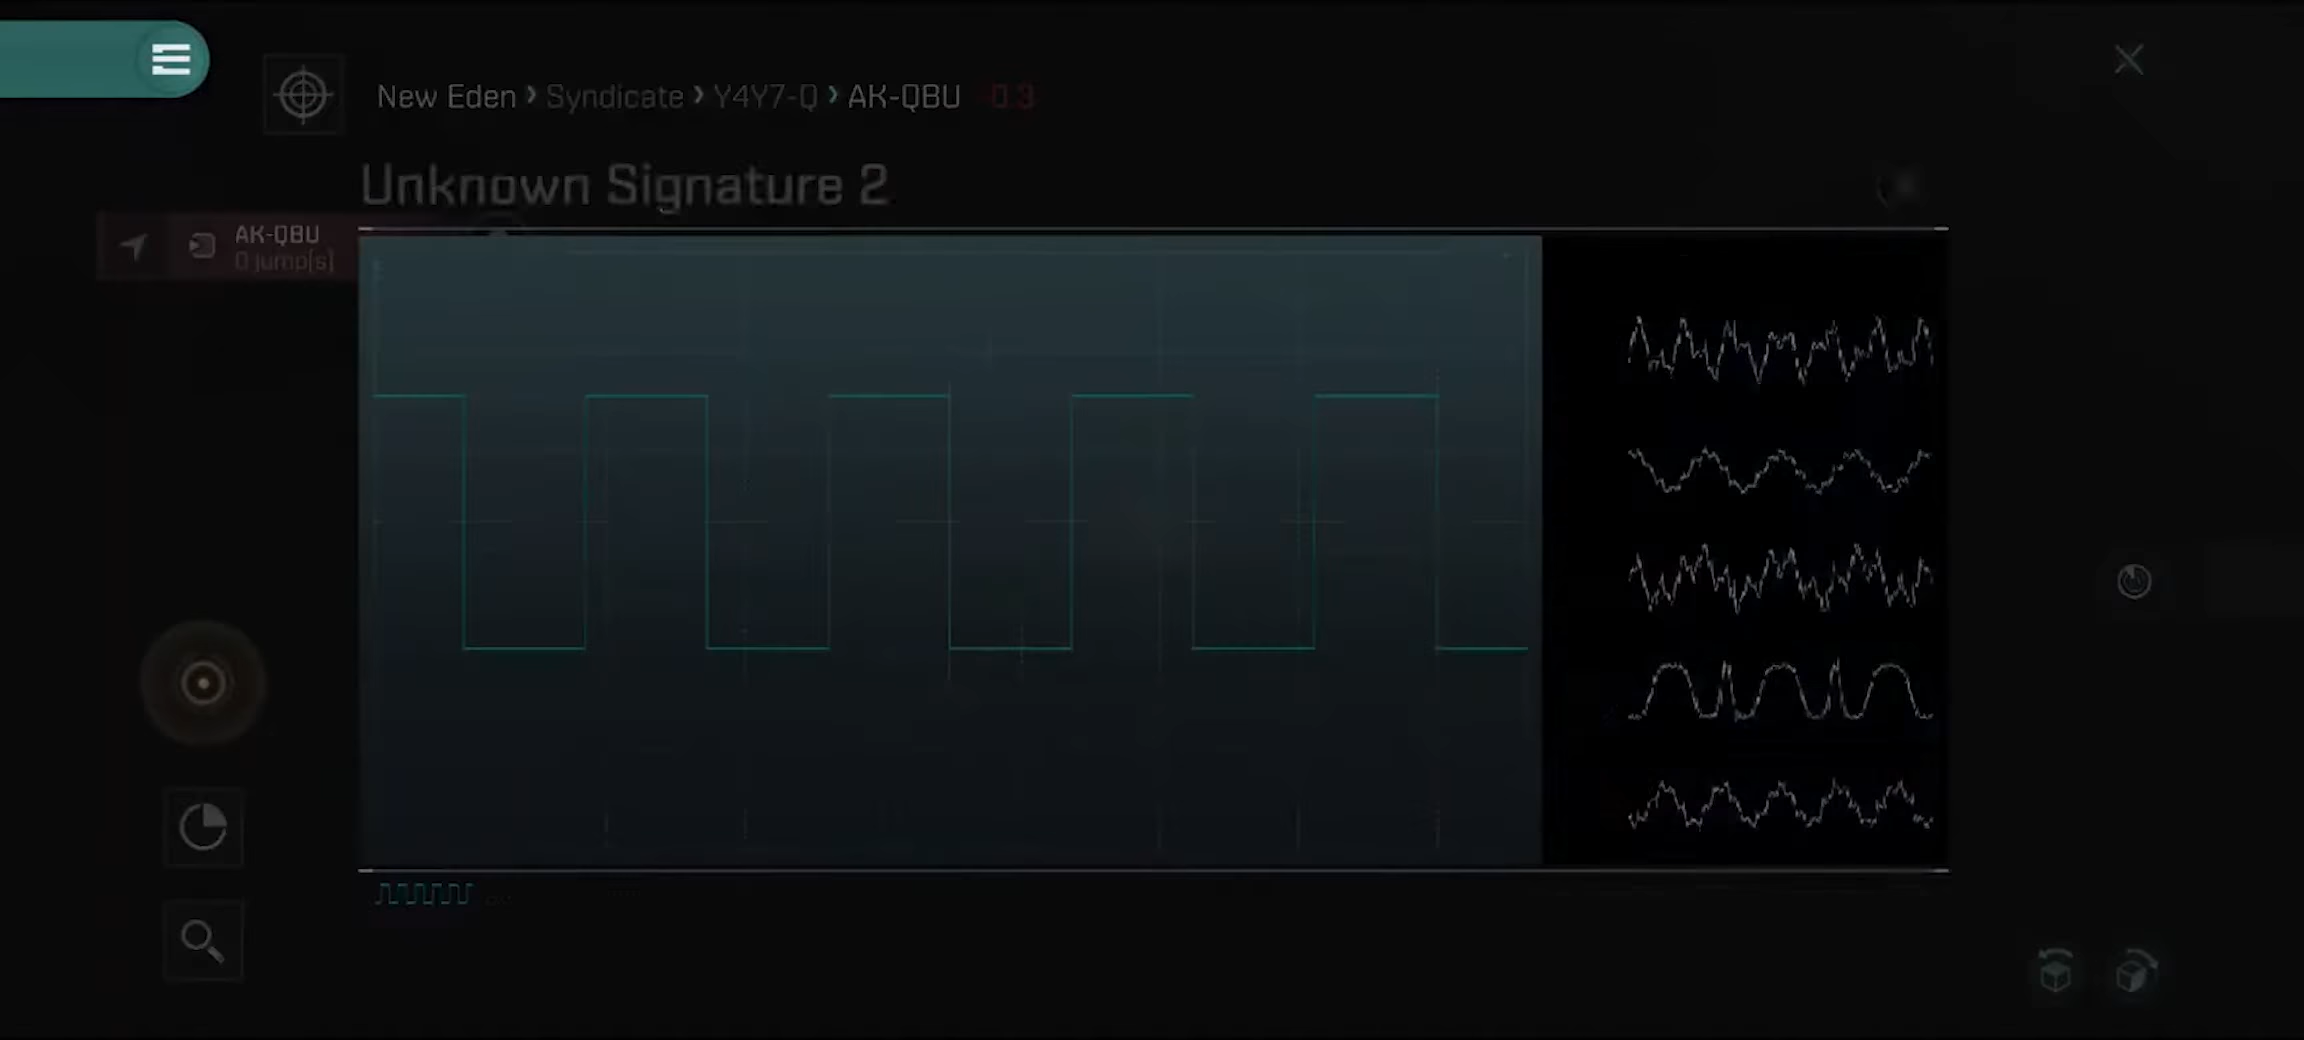 New Eden › Syndicate › Y4Y7-Q › AK-QBU -0.3
Unknown Signature 2
AK-QBU
0 jump(s)